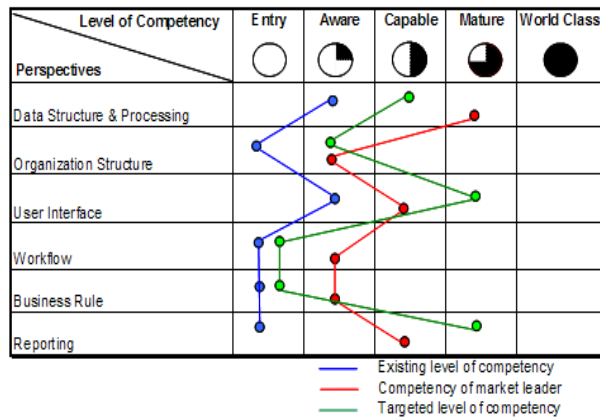 Level of Competency
Entry
Aware
Capable
Mature
World Class
Perspectives
Data Structure & Processing
Organization Structure
User Interface
Workflow
Business Rule
Reporting
Existing level of competency
Competency of market leader
Targeted level of competency